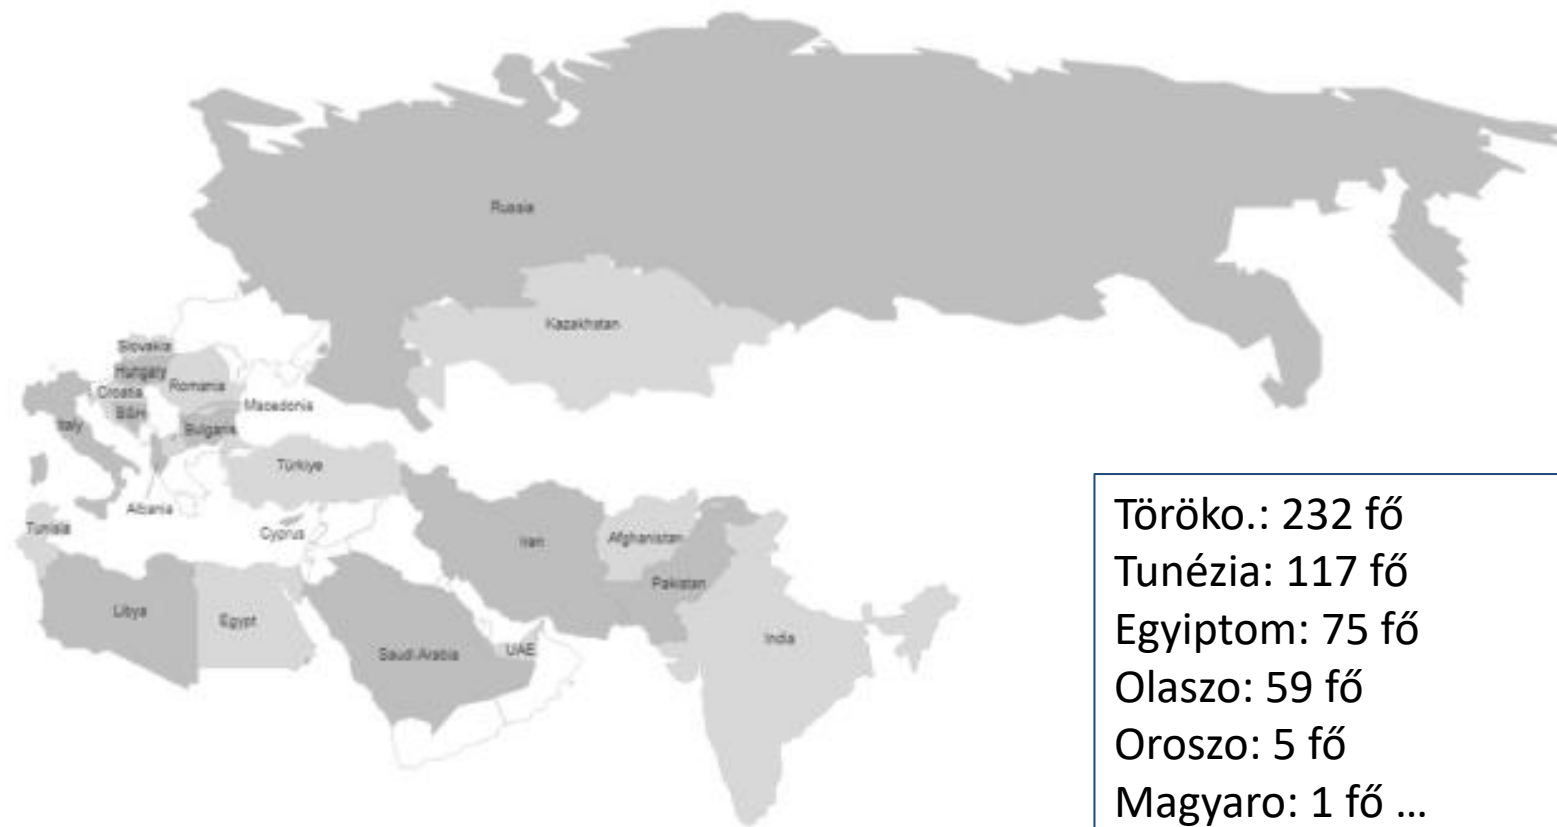 Russia
Kazakhstan
Slovakia
Hungary
Croatia
Romania
B&H
Macedonia
Italy
Bulgaria
Türkiye
Albania
Tunisia
Cyprus
Iran
Afghanistan
Pakistan
Libya
Egypt
Saudi Arabia
UAE
India
Töröko.: 232 fő
Tunézia: 117 fő
Egyiptom: 75 fő
Olaszo: 59 fő
Oroszo: 5 fő
Magyaro: 1 fő ...